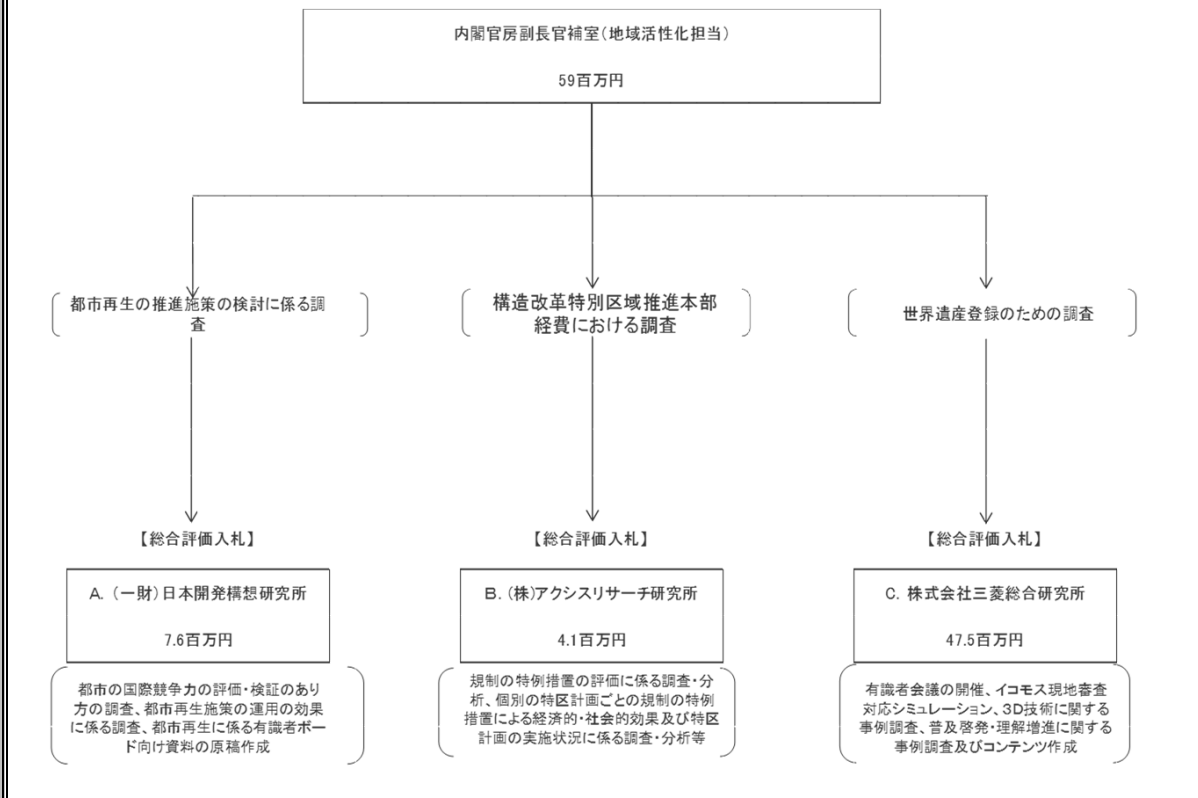 内閣官房副長官補室(地域活性化担当)
59百万円
都市再生の推進施策の検討に係る調
査
構造改革特別区域推進本部
経費における調査
世界遺産登録のための調査
【総合評価入札】
【総合評価入札】
【総合評価入札】
A. (一財)日本開発構想研究所
7.6百万円
都市の国際競争力の評価・検証のあり
方の調査、都市再生施策の運用の効果
に係る調査、都市再生に係る有識者ボー
ド向け資料の原稿作成
B. (株)アクシスリサーチ研究所
4.1百万円
規制の特例措置の評価に係る調査・分
析、個別の特区計画ごとの規制の特例
措置による経済的・社会的効果及び特区
計画の実施状況に係る調査・分析等
C. 株式会社三菱総合研究所
47.5百万円
有識者会議の開催、イコモス現地審査
対応シミュレーション、3D技術に関する
事例調査、普及啓発・理解増進に関する
事例調査及びコンテンツ作成